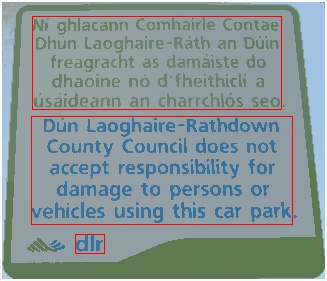 Ní ghlacann Comhairle Contae
Dhún Laoghaire-Ráth an Dúin
freagracht as damáiste do
dhaoine nó d'fheithiclí a
úsáideann an charrchlós seo.
Dún Laoghaire-Rathdown
County Council does not
accept responsibility for
damage to persons or
vehicles using this car park.
dlr